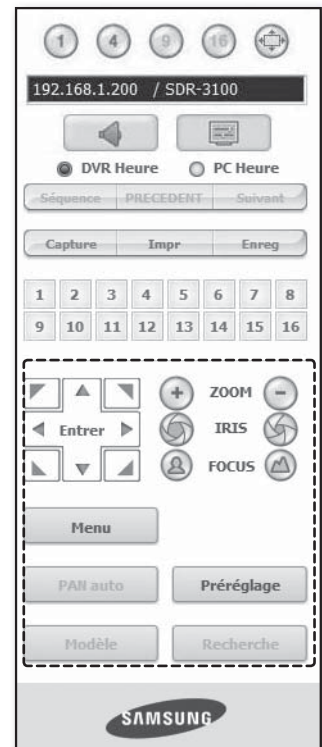 1 4 9 16
192.168.1.200 / SDR-3100
DVR Heure PC Heure
Séquence PRECEDENT Suivant
Capture Impr Enreg
1 2 3 4 5 6 7 8
9 10 11 12 13 14 15 16
ZOOM
Entrer IRIS
FOCUS
Menu
PAN auto Préréglage
Modèle Recherche
SAMSUNG